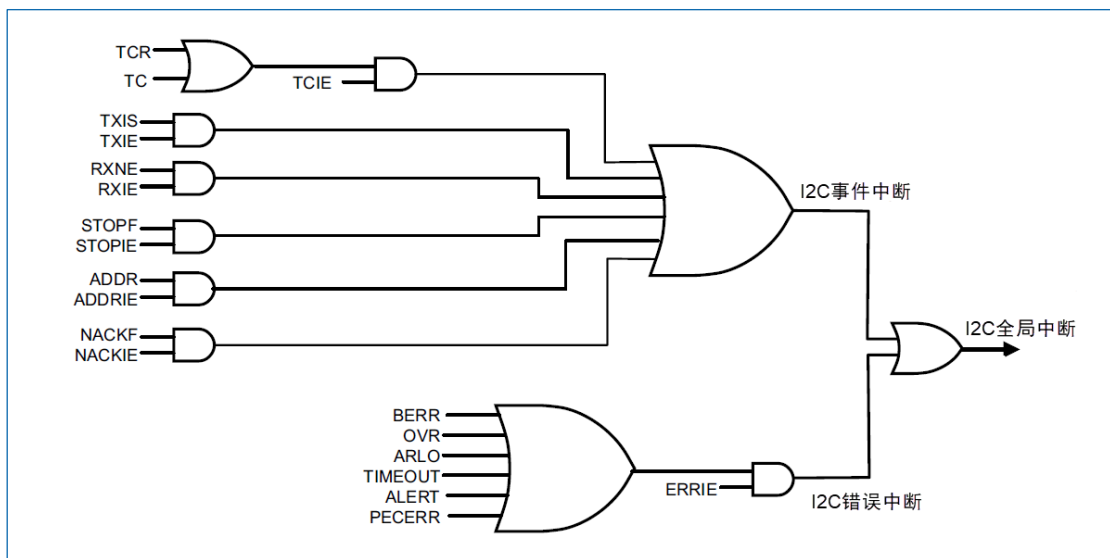 TCR
TC
TCIE
TXIS
TXIE
RXNE
RXIE
STOPF
STOPIE
ADDR
ADDRIE
NACKF
NACKIE
I2C事件中断
I2C全局中断
BERR
OVR
ARLO
TIMEOUT
ALERT
PECERR
ERRIE
I2C错误中断